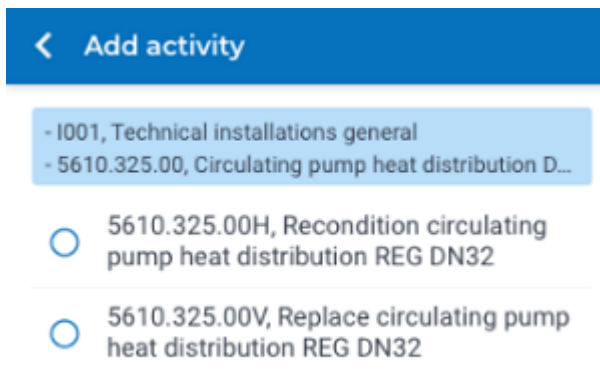 Add activity
- I001, Technical installations general
- 5610.325.00, Circulating pump heat distribution D...
5610.325.00H, Recondition circulating
pump heat distribution REG DN32
5610.325.00V, Replace circulating pump
heat distribution REG DN32